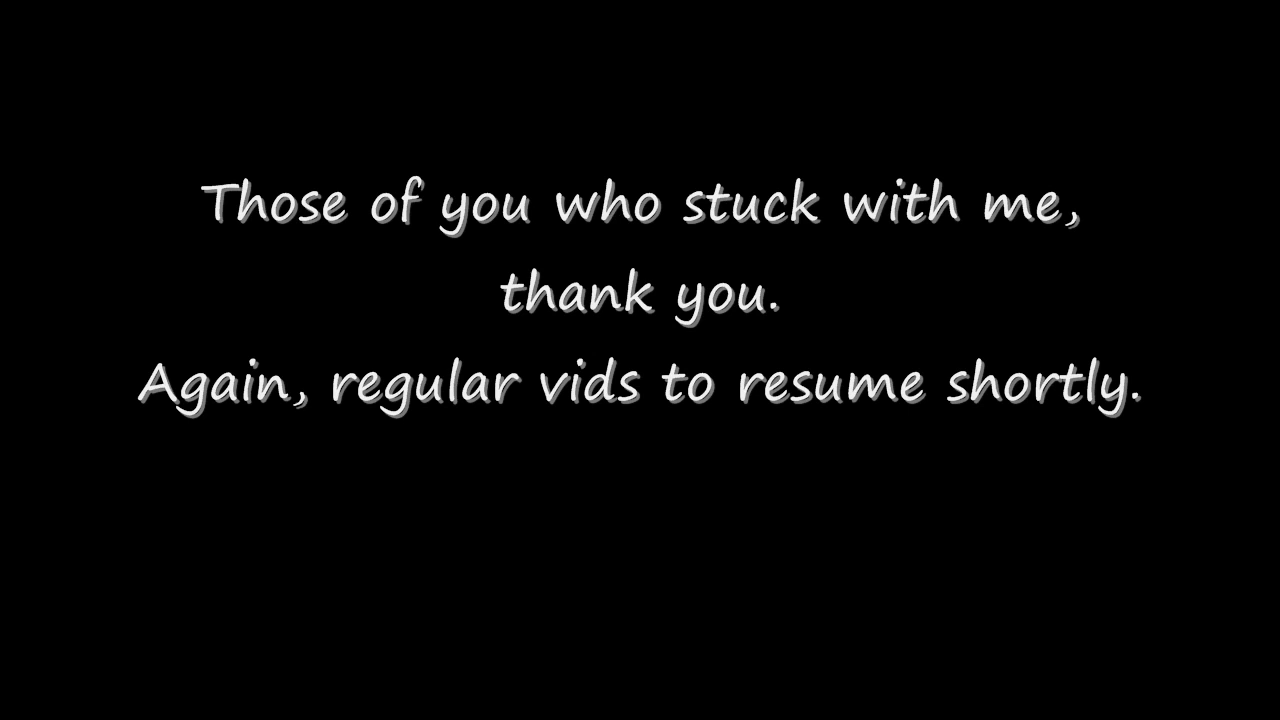 Those of you who stuck with me,
thank you.
Again, regular vids to resume shortly.